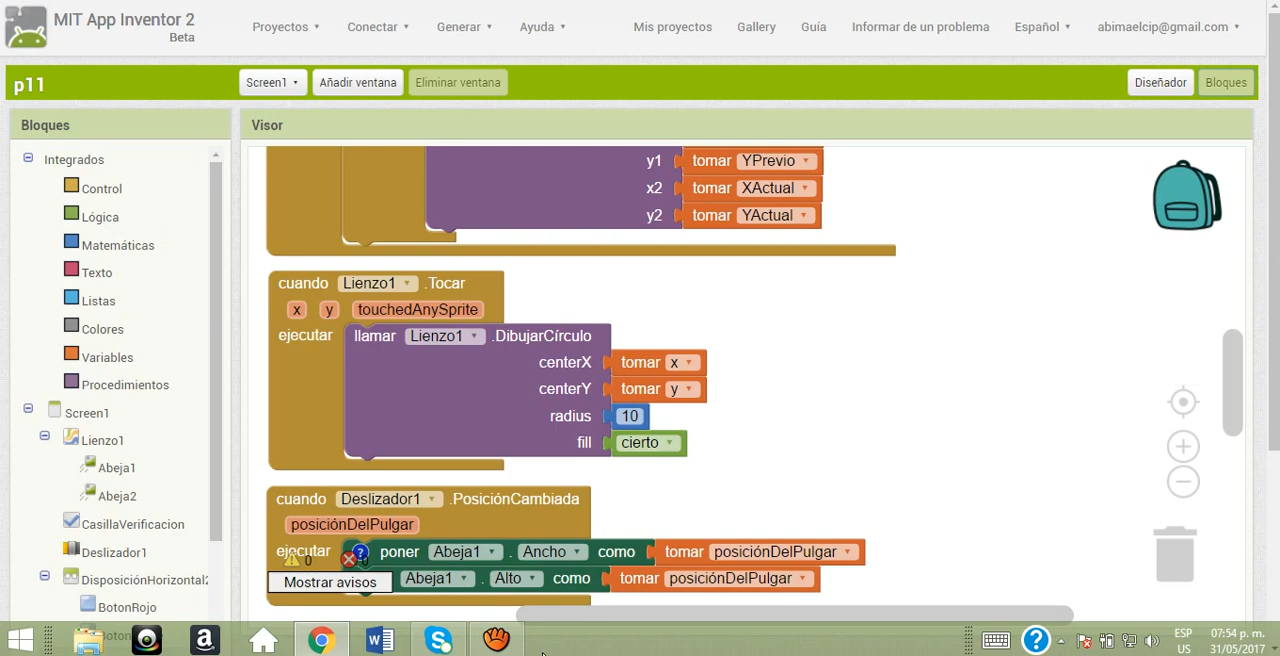 MIT App Inventor 2
Beta
Proyectos Conectar Generar Ayuda Mis proyectos Gallery Guía Informar de un problema Español abimaelcip@gmail.com
p11 Screen1 Añadir ventana Eliminar ventana Diseñador Bloques
Bloques
Integrados
Control
Lógica
Matemáticas
Texto
Listas
Colores
Variables
Procedimientos
Screen1
Lienzo1
Abeja1
Abeja2
CasillaVerificacion
Deslizador1
DisposiciónHorizontal2
BotonRojo
Visor
y1 tomar YPrevio
x2 tomar XActual
y2 tomar YActual
cuando Lienzo1 .Tocar
x y touchedAnySprite
ejecutar llamar Lienzo1 .DibujarCírculo
centerX tomar x
centerY tomar y
radius 10
fill cierto
cuando Deslizador1 .PosiciónCambiada
posiciónDelPulgar
ejecutar poner Abeja1 . Ancho como tomar posiciónDelPulgar
Abeja1 . Alto como tomar posiciónDelPulgar
0 0
Mostrar avisos
ESP 07:54 p. m.
US 31/05/2017